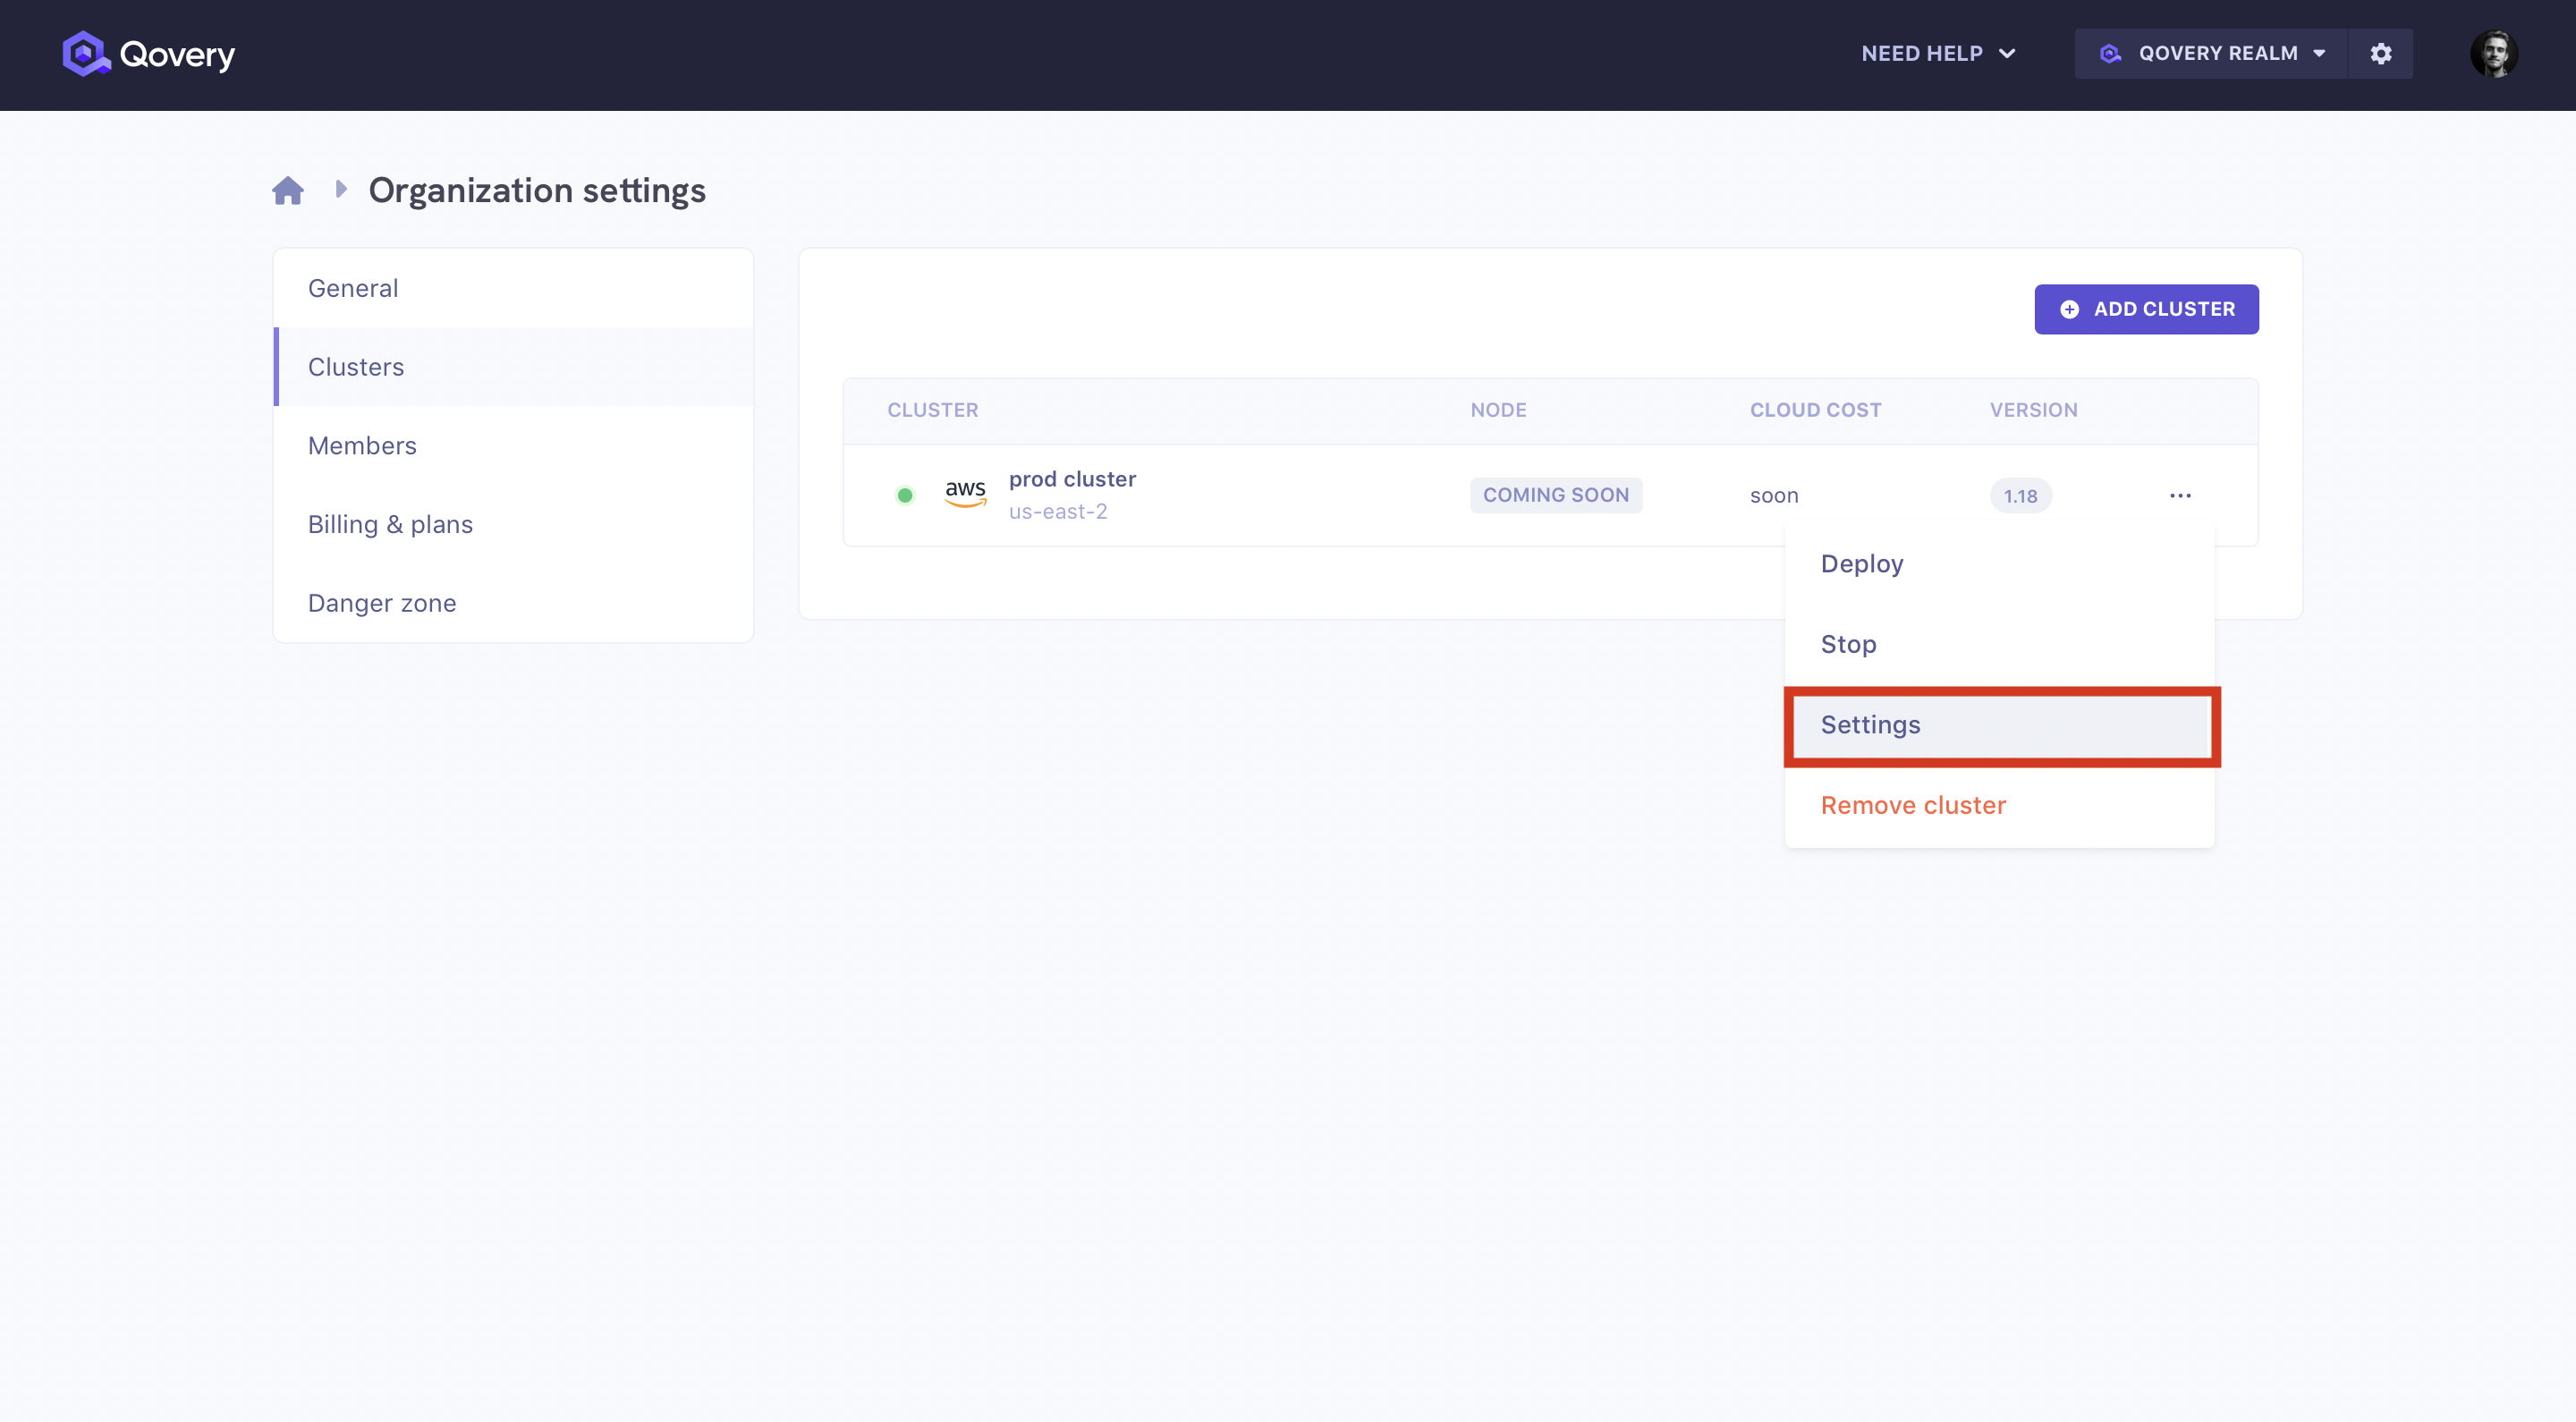 Qovery
NEED HELP
QOVERY REALM
Organization settings
General
Clusters
Members
Billing & plans
Danger zone
ADD CLUSTER
CLUSTER NODE CLOUD COST VERSION
aws
prod cluster
us-east-2
COMING SOON
soon
1.18
Deploy
Stop
Settings
Remove cluster